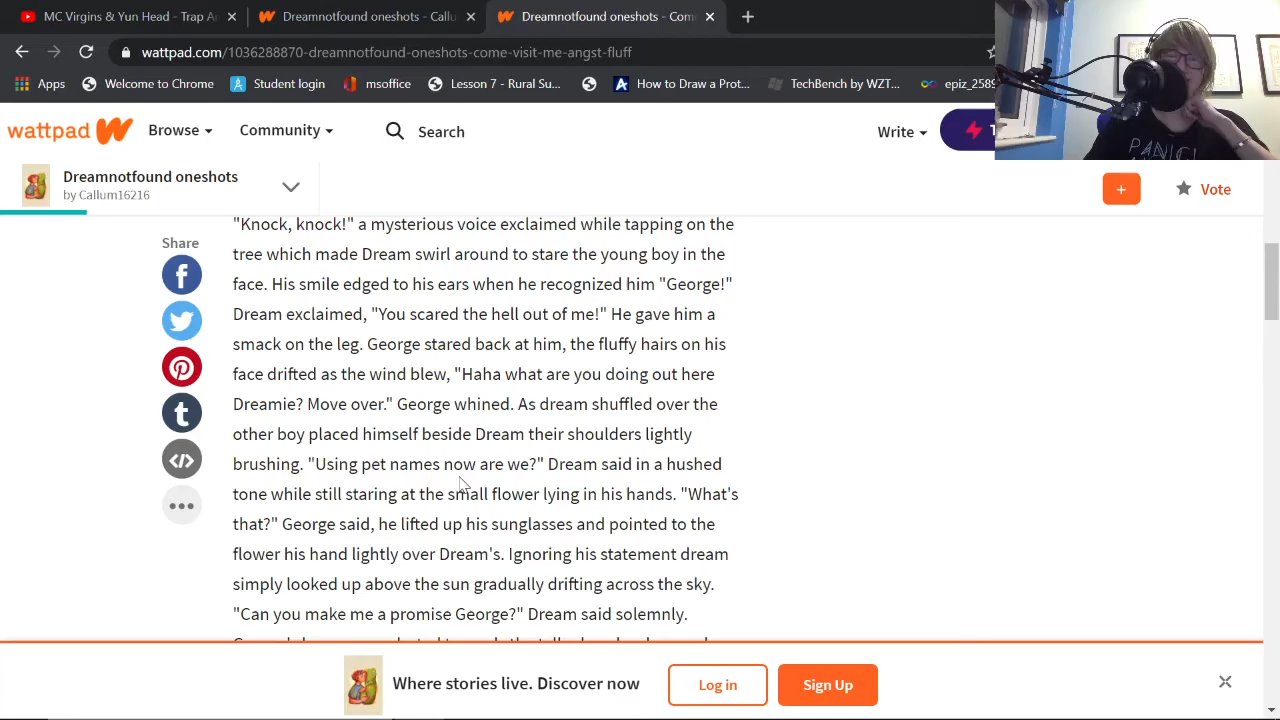 MC Virgins & Yun Head - Trap A
Dreamnotfound oneshots - Callu
Dreamnotfound oneshots - Com
wattpad.com/1036288870-dreamnotfound-oneshots-come-visit-me-angst-fluff
Apps
Welcome to Chrome
Student login
msoffice
Lesson 7 - Rural Su...
How to Draw a Prot...
TechBench by WZT...
epiz_2589
wattpad
Browse
Community
Search
Write
T
PANIC!
Dreamnotfound oneshots
by Callum16216
+
Vote
Share
"Knock, knock!" a mysterious voice exclaimed while tapping on the
tree which made Dream swirl around to stare the young boy in the
face. His smile edged to his ears when he recognized him "George!"
Dream exclaimed, "You scared the hell out of me!" He gave him a
smack on the leg. George stared back at him, the fluffy hairs on his
face drifted as the wind blew, "Haha what are you doing out here
Dreamie? Move over." George whined. As dream shuffled over the
other boy placed himself beside Dream their shoulders lightly
brushing. "Using pet names now are we?" Dream said in a hushed
tone while still staring at the small flower lying in his hands. "What's
that?" George said, he lifted up his sunglasses and pointed to the
flower his hand lightly over Dream's. Ignoring his statement dream
simply looked up above the sun gradually drifting across the sky.
"Can you make me a promise George?" Dream said solemnly.
Where stories live. Discover now
Log in
Sign Up